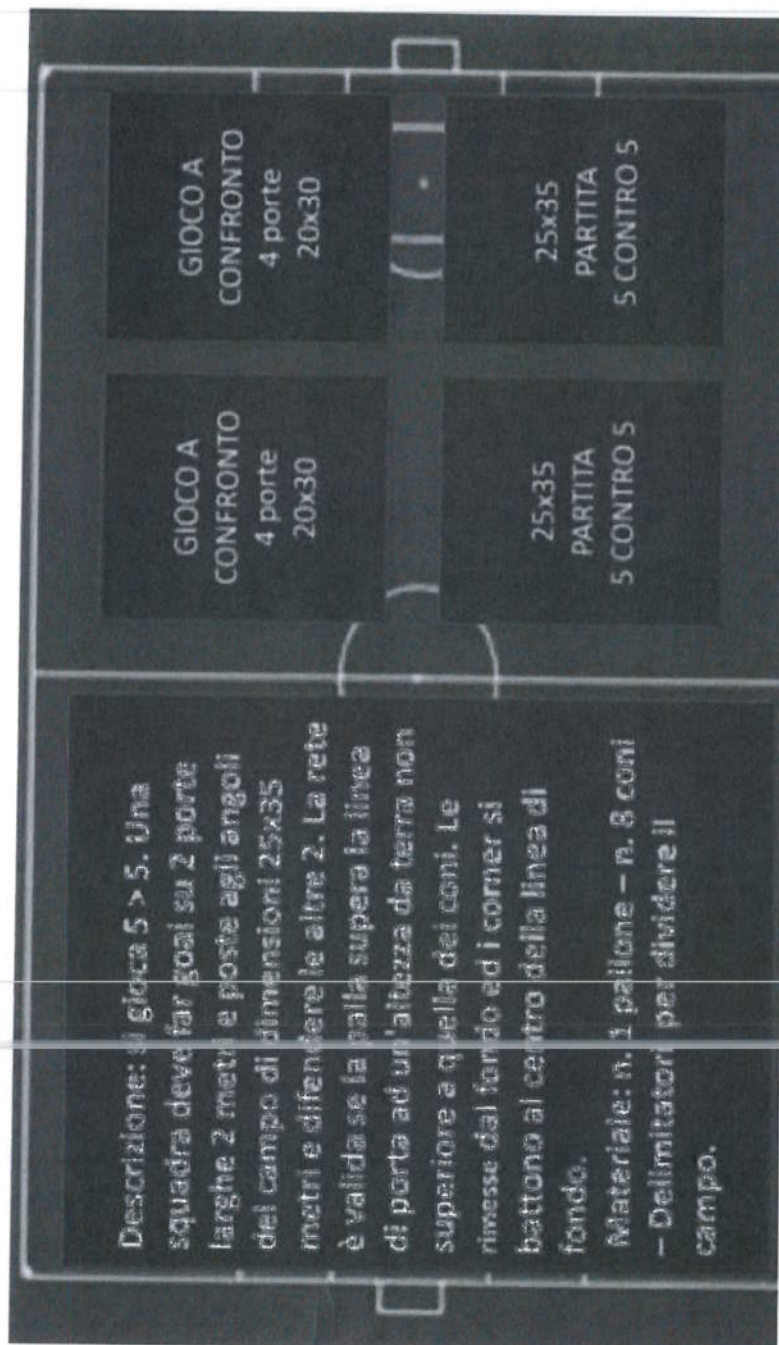 Descrizione: si gioca 5 > 5. Una
squadra deve far goal su 2 porte
larghe 2 metri e poste agli angoli
del campo di dimensioni 25x35
metri e difendere le altre 2. La rete
è valida se la palla supera la linea
di porta ad un'altezza da terra non
superiore a quella dei coni. Le
rimesse dal fondo ed i corner si
battono al centro della linea di
fondo.
Materiale: n. 1 pallone – n. 8 coni
– Delimitatori per dividere il
campo.
GIOCO A
CONFRONTO
4 porte
20x30
GIOCO A
CONFRONTO
4 porte
20x30
25x35
PARTITA
5 CONTRO 5
25x35
PARTITA
5 CONTRO 5